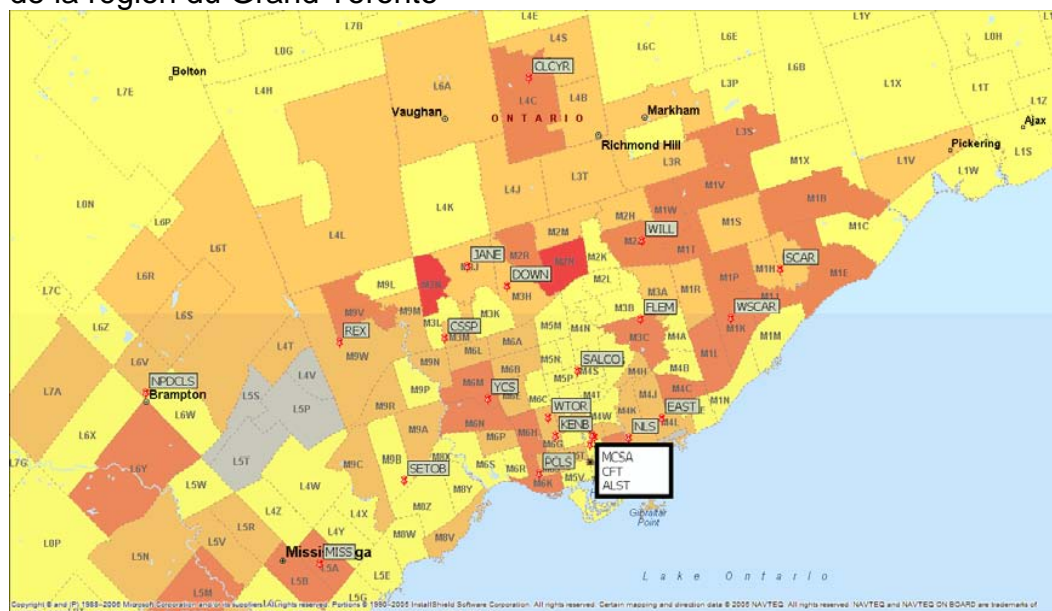 de la région du Grand Toronto
L7B
L4E
L4S
L6C
L6E
L1Y
L0H
L0G
Bolton
L7E
L4H
L6A
CLCYR
L4C
L4B
L3P
L6B
L1X
L1T
L1Z
Vaughan
ONTARIO
Markham
Ajax
Richmond Hill
L3S
Pickering
L1S
L3R
M1X
L1V
L1W
L0N
L6P
L4J
L3T
M1V
M1B
L4K
M2H
M1W
M1S
M1C
L6T
L4L
M2M
WILL
M1T
L6R
JANE
M2R
M2K
SCAR
M1H
M1E
L7C
M9L
DOWN
M2L
M1P
M3H
M3A
M1R
M1J
L6S
M9V
M9M
M3L
M3K
M3B
FLEM
WSCAR
L6Z
REX
CSSP
M3M
M5M
M4N
M3C
M4A
M1K
M1M
L6V
L4T
M9W
M9N
M6L
M6A
M5N
SALCO
M1L
L7A
NPDCLS
L4V
M6B
M5P
M4S
M4H
M4B
Brampton
L5S
L5P
M9P
M6M
YCS
M6E
M4J
M4C
M1N
L6W
M9R
M6C
M4T
M4K
EAST
L6X
WTOR
M4W
M4L
L7G
L5T
M9A
M6N
M6P
M6H
KENB
NLS
M6G
L6Y
M9C
M9B
M8X
SETOB
M6S
M6R
PCLS
MCSA
CFT
ALST
L5W
L4W
M8Y
M6K
M5V
M8Z
Gibraltar
Point
L4Z
L4X
L0P
L5R
L4Y
M8W
M8V
L5N
L5V
Mississauga
MISS
L5A
L5B
L5E
L5M
L5G
Lake Ontario